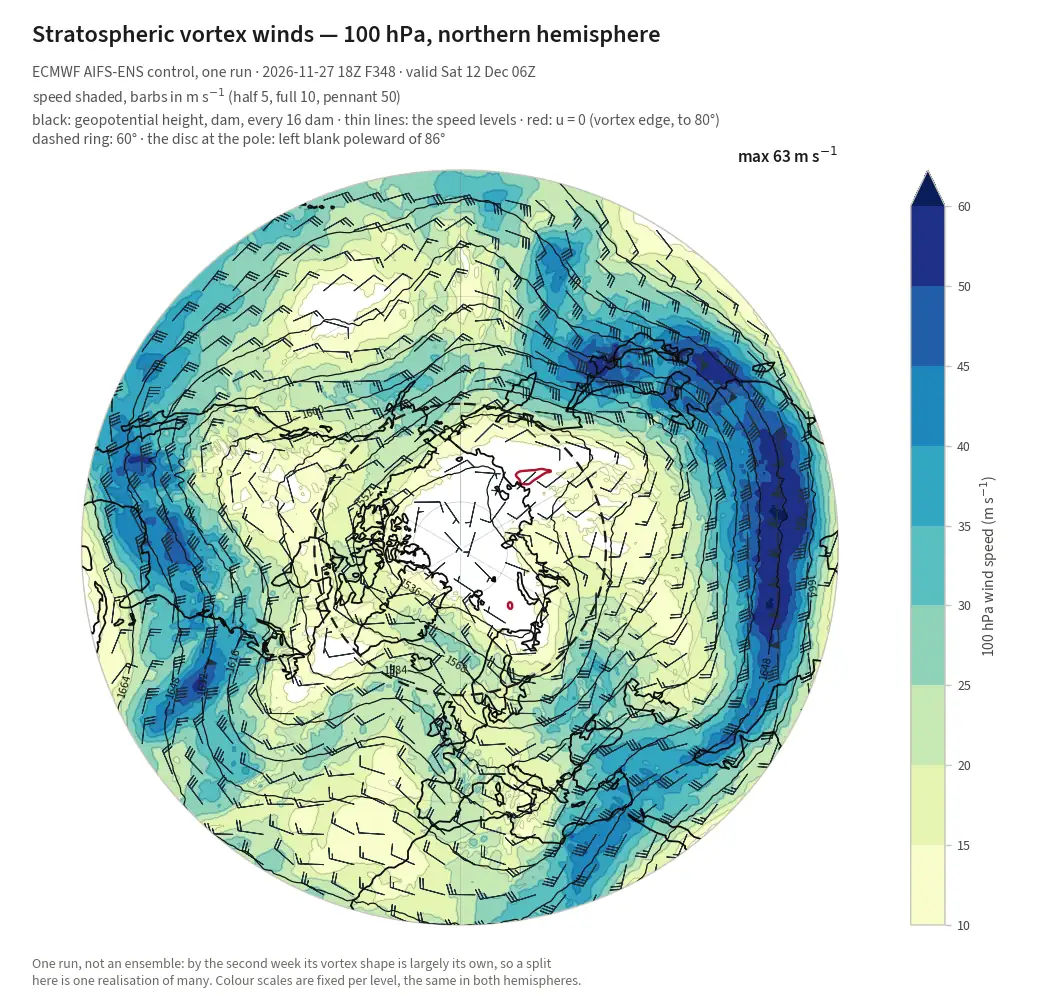 Stratospheric vortex winds — 100 hPa, northern hemisphere
ECMWF AIFS-ENS control, one run · 2026-11-27 18Z F348 · valid Sat 12 Dec 06Z
speed shaded, barbs in m s⁻¹ (half 5, full 10, pennant 50)
black: geopotential height, dam, every 16 dam · thin lines: the speed levels · red: u = 0 (vortex edge, to 80°)
dashed ring: 60° · the disc at the pole: left blank poleward of 86°
max 63 m s⁻¹
60
50
45
40
35
30
25
20
15
10
100 hPa wind speed (m s⁻¹)
1536
1584
1616
1664
1648
One run, not an ensemble: by the second week its vortex shape is largely its own, so a split
here is one realisation of many. Colour scales are fixed per level, the same in both hemispheres.